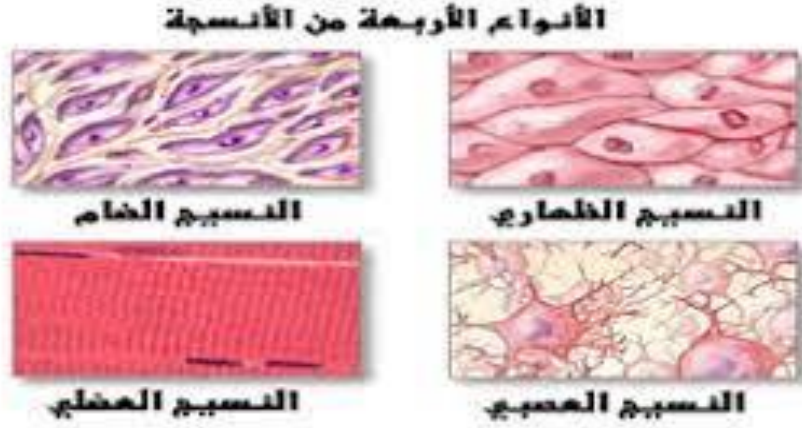 الأنواع الأربعة من الأنسجة
النسيج الظهاري
النسيج الضام
النسيج العصبي
النسيج العضلي